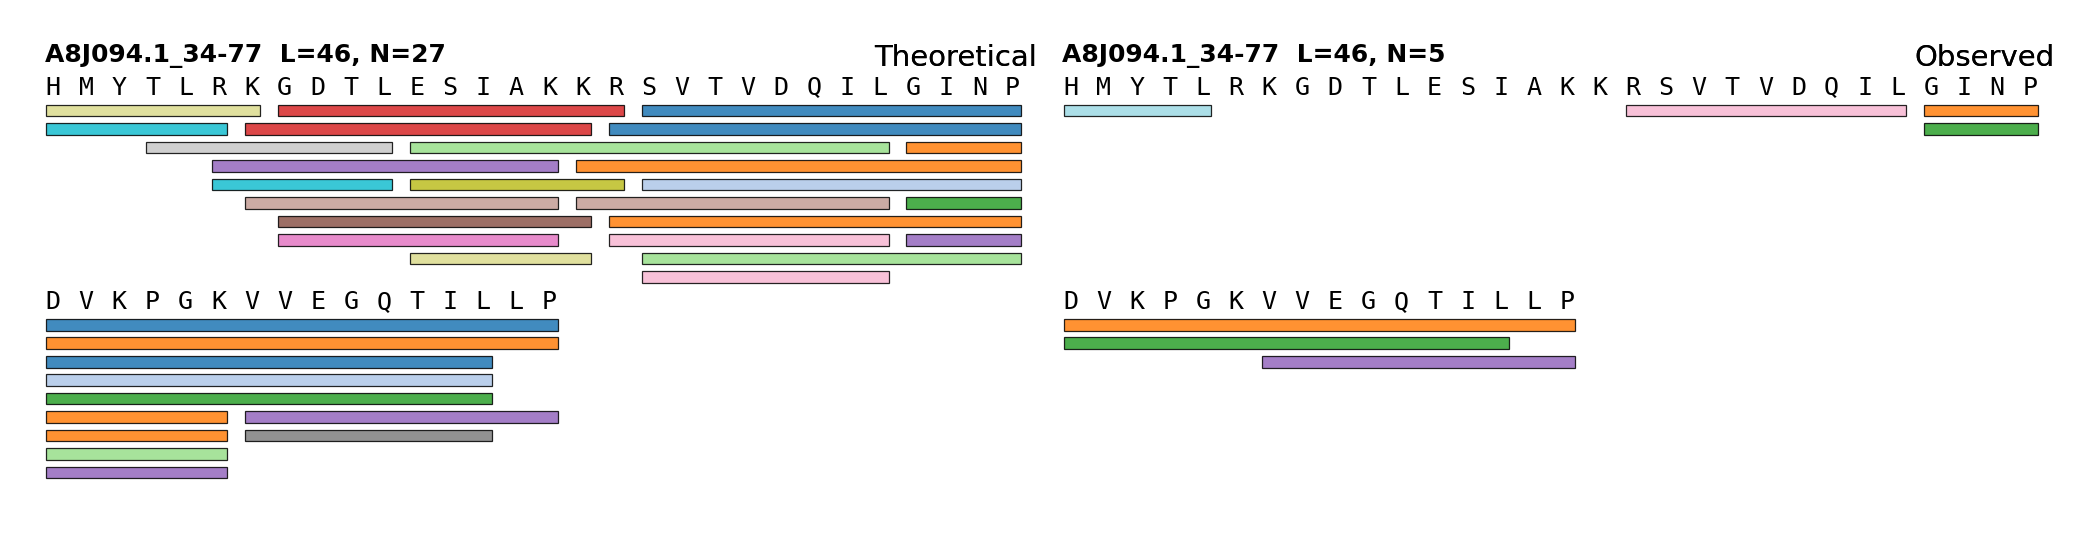 A8J094.1_34-77  L=46, N=27
Theoretical
H M Y T L R K G D T L E S I A K K R S V T V D Q I L G I N P
D V K P G K V V E G Q T I L L P
A8J094.1_34-77  L=46, N=5
Observed
H M Y T L R K G D T L E S I A K K R S V T V D Q I L G I N P
D V K P G K V V E G Q T I L L P